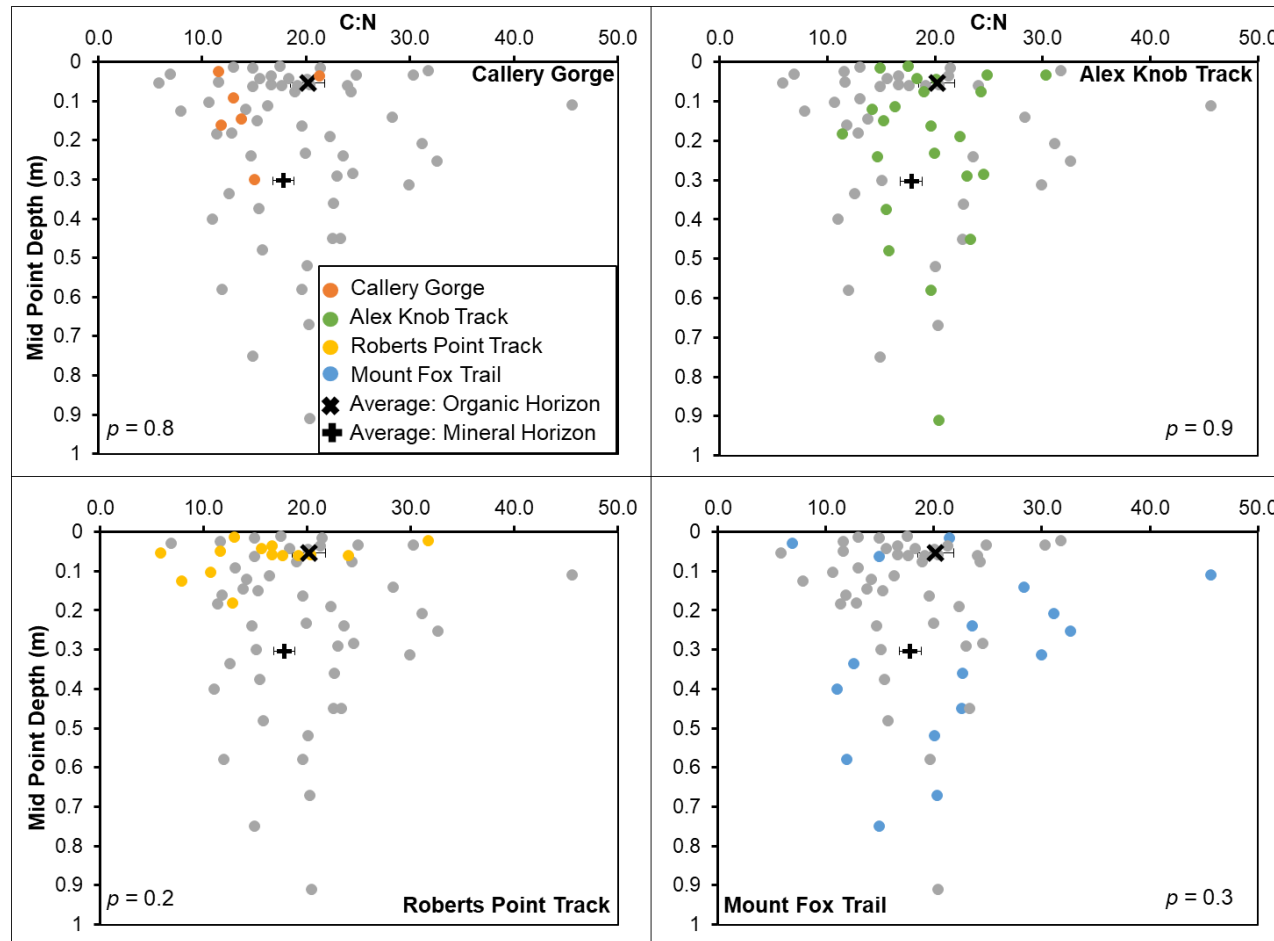 C:N
0.0 10.0 20.0 30.0 40.0 50.0
0
0.1
0.2
0.3
0.4
0.5
0.6
0.7
0.8
0.9
1
Mid Point Depth (m)
Callery Gorge
Callery Gorge
Alex Knob Track
Roberts Point Track
Mount Fox Trail
Average: Organic Horizon
Average: Mineral Horizon
p = 0.8
C:N
0.0 10.0 20.0 30.0 40.0 50.0
0
0.1
0.2
0.3
0.4
0.5
0.6
0.7
0.8
0.9
1
Alex Knob Track
p = 0.9
0.0 10.0 20.0 30.0 40.0 50.0
0
0.1
0.2
0.3
0.4
0.5
0.6
0.7
0.8
0.9
1
Mid Point Depth (m)
p = 0.2
Roberts Point Track
0.0 10.0 20.0 30.0 40.0 50.0
0
0.1
0.2
0.3
0.4
0.5
0.6
0.7
0.8
0.9
1
Mount Fox Trail
p = 0.3